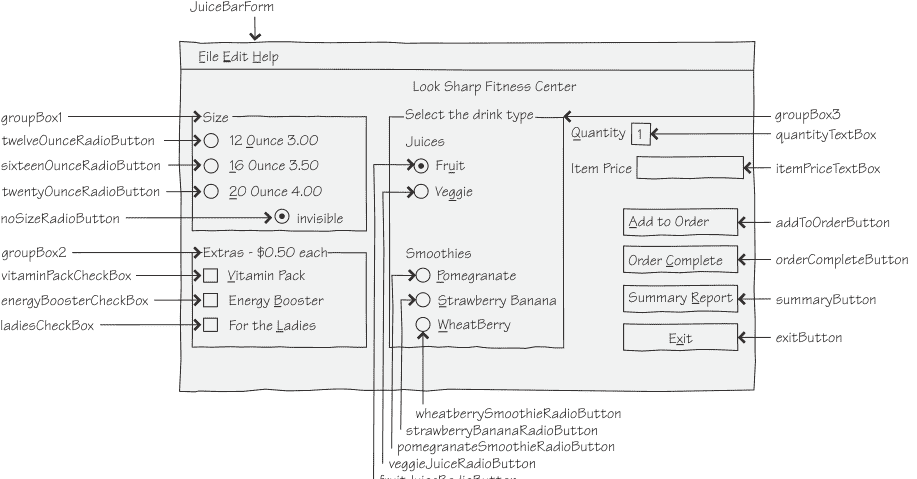 JuiceBarForm
File Edit Help
Look Sharp Fitness Center
groupBox1
Size
Select the drink type
groupBox3
twelveOunceRadioButton
12 Ounce 3.00
Juices
Quantity 1
quantityTextBox
sixteenOunceRadioButton
16 Ounce 3.50
Fruit
Item Price
itemPriceTextBox
twentyOunceRadioButton
20 Ounce 4.00
Veggie
noSizeRadioButton
invisible
Add to Order
addToOrderButton
groupBox2
Extras - $0.50 each
Smoothies
Order Complete
orderCompleteButton
vitaminPackCheckBox
Vitamin Pack
Pomegranate
energyBoosterCheckBox
Energy Booster
Strawberry Banana
Summary Report
summaryButton
ladiesCheckBox
For the Ladies
WheatBerry
Exit
exitButton
wheatberrySmoothieRadioButton
strawberryBananaRadioButton
pomegranateSmoothieRadioButton
veggieJuiceRadioButton
fruitJuiceRadioButton